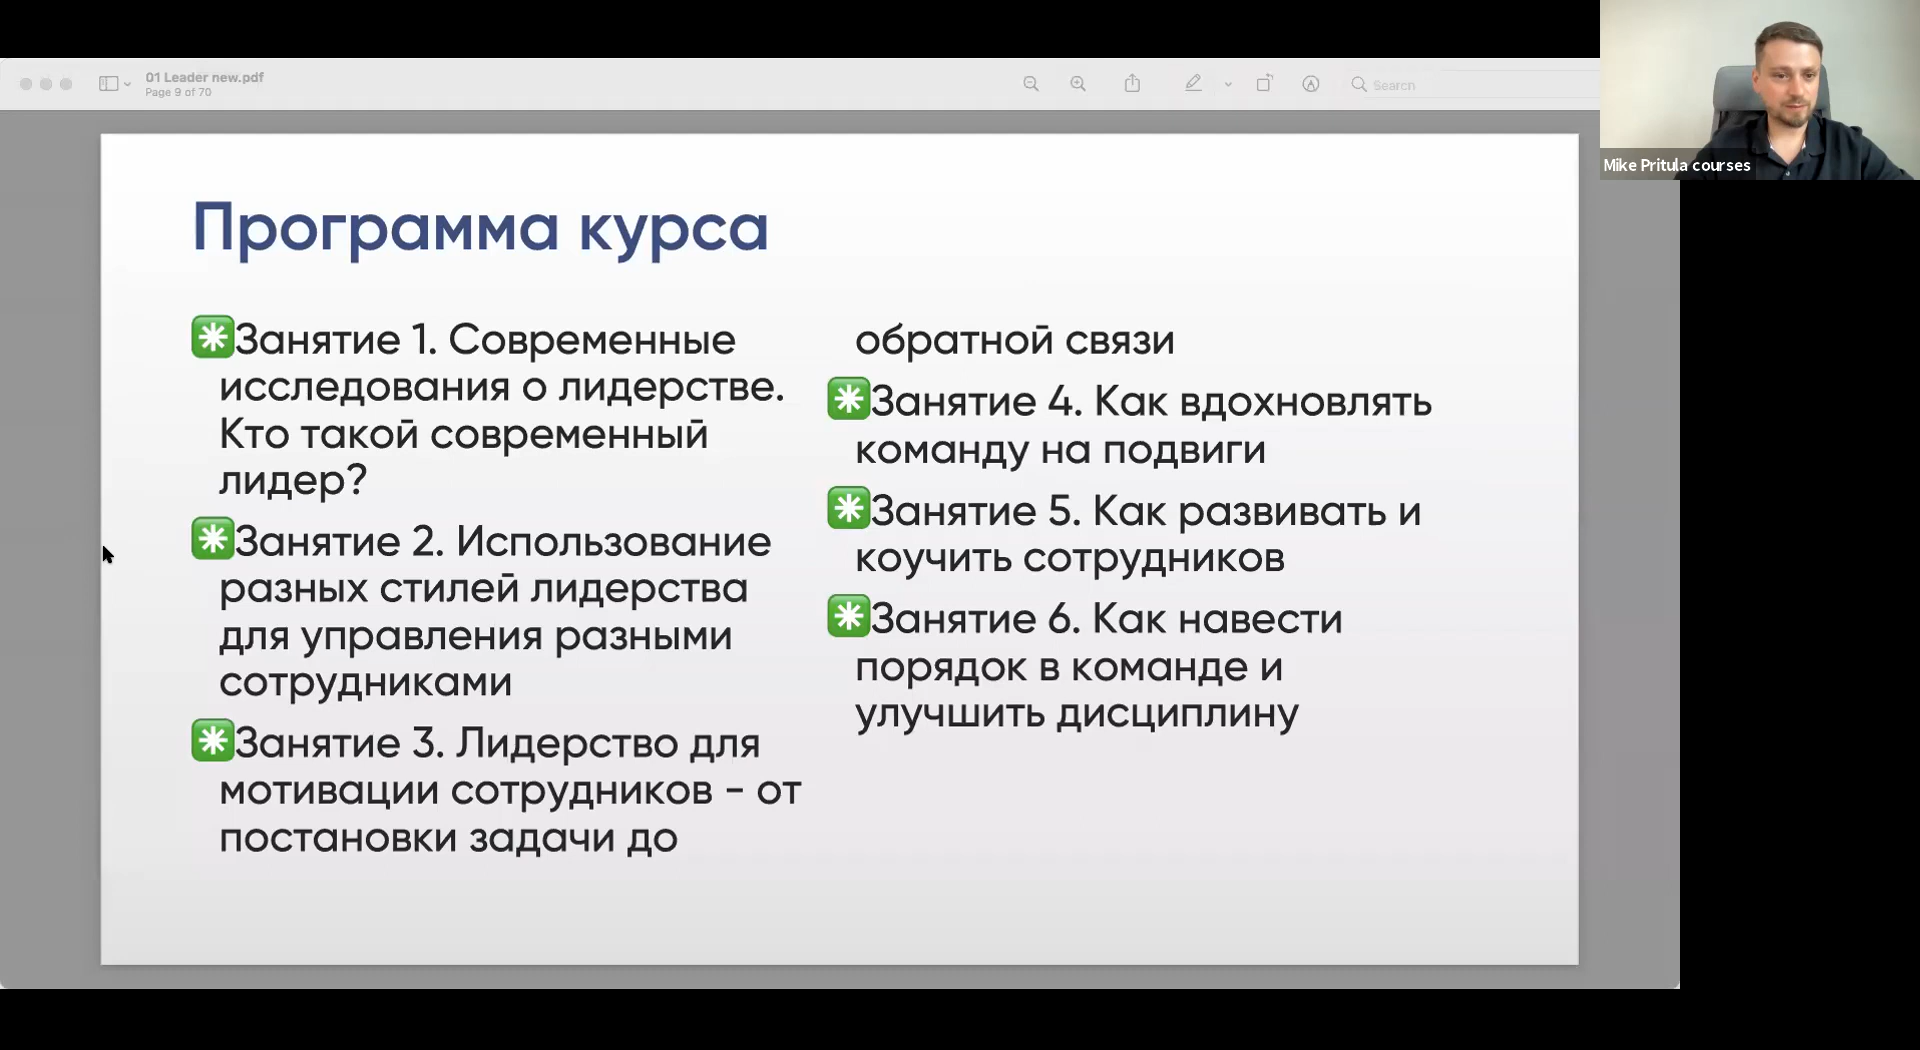 01 Leader new.pdf
Page 9 of 70
Search
Mike Pritula courses
Программа курса
Занятие 1. Современные
исследования о лидерстве.
Кто такой современный
лидер?
Занятие 2. Использование
разных стилей лидерства
для управления разными
сотрудниками
Занятие 3. Лидерство для
мотивации сотрудников - от
постановки задачи до
обратной связи
Занятие 4. Как вдохновлять
команду на подвиги
Занятие 5. Как развивать и
коучить сотрудников
Занятие 6. Как навести
порядок в команде и
улучшить дисциплину